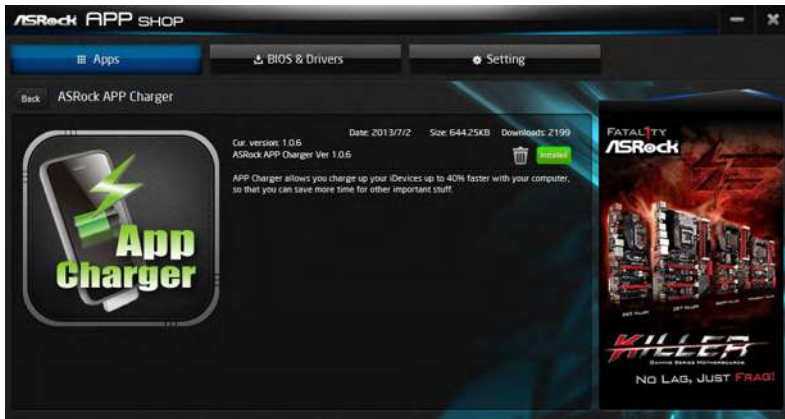 ASRock APP SHOP
Apps
BIOS & Drivers
Setting
Back
ASRock APP Charger
Date: 2013/7/2 Size: 644.25KB Downloads: 2199
Cur. version: 1.0.6
ASRock APP Charger Ver 1.0.6
Installed
APP Charger allows you charge up your iDevices up to 40% faster with your computer,
so that you can save more time for other important stuff.
App
Charger
FATAL1TY
ASRock
KILLER
GAMING SERIES MOTHERBOARDS
NO LAG, JUST FRAG!